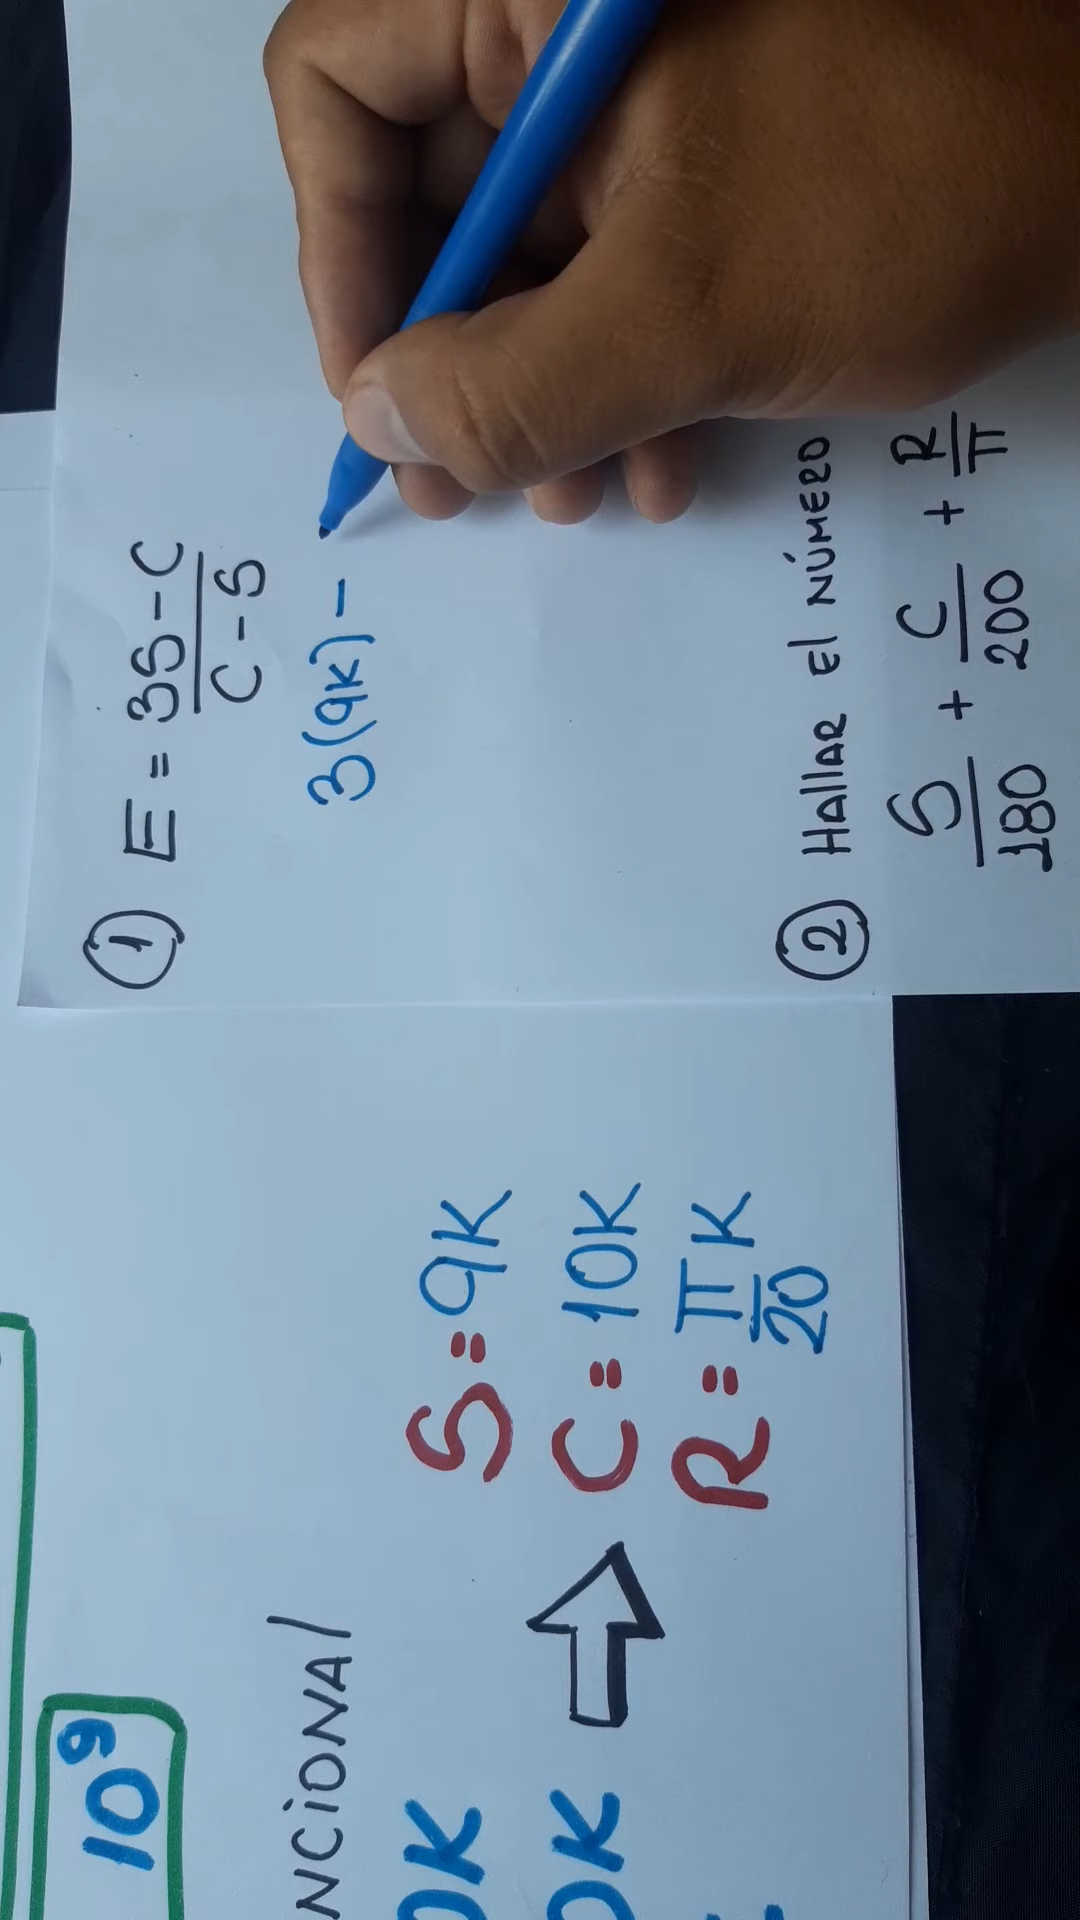 ① E = 3S - C
C - S
3(9K) -
② HAllAR El NÚMERO
S/180 + C/200 + R/π
10⁹
NCiONAl
S = 9K
C = 10K
R = πK/20